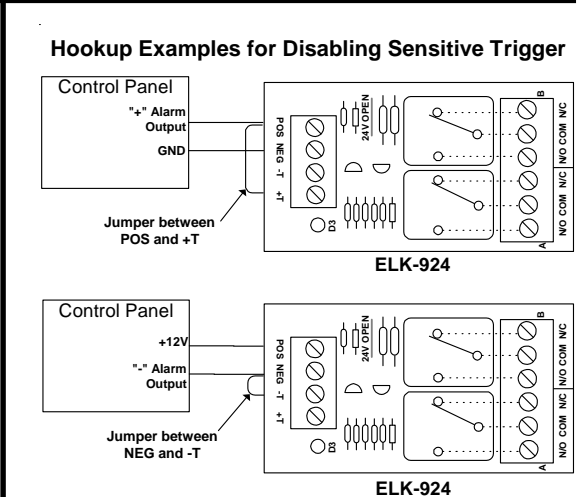 Hookup Examples for Disabling Sensitive Trigger
Control Panel
"+" Alarm
Output
GND
Jumper between
POS and +T
POS NEG -T +T
24V OPEN
D3
B
N/O COM N/C N/O COM N/C
A
ELK-924
Control Panel
+12V
"-" Alarm
Output
Jumper between
NEG and -T
POS NEG -T +T
24V OPEN
D3
B
N/O COM N/C N/O COM N/C
A
ELK-924